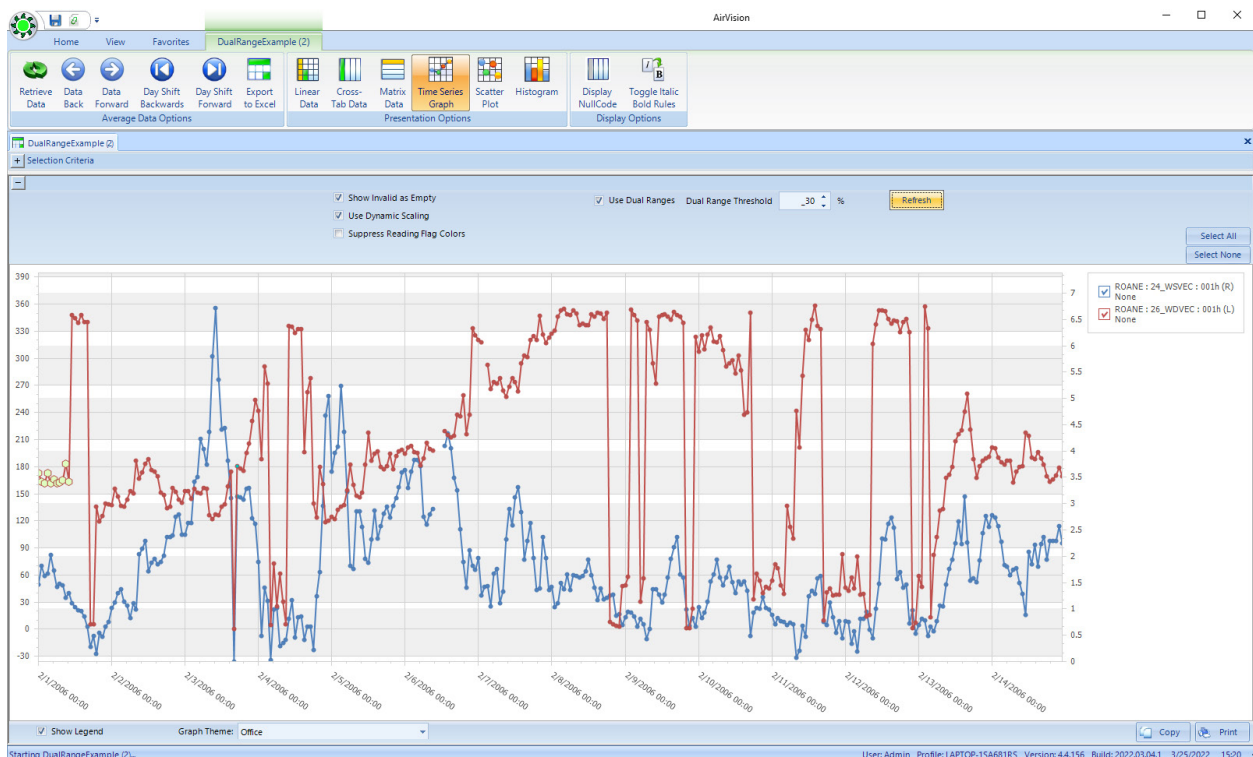 AirVision
Home View Favorites DualRangeExample (2)
Retrieve Data
Data Back
Data Forward
Day Shift Backwards
Day Shift Forward
Export to Excel
Linear Data
Cross-Tab Data
Matrix Data
Time Series Graph
Scatter Plot
Histogram
Display NullCode
Toggle Italic Bold Rules
Average Data Options Presentation Options Display Options
DualRangeExample (2)
Selection Criteria
Show Invalid as Empty
Use Dual Ranges Dual Range Threshold _30 % Refresh
Use Dynamic Scaling
Suppress Reading Flag Colors
Select All
Select None
390
360
330
300
270
240
210
180
150
120
90
60
30
0
-30
7
6.5
6
5.5
5
4.5
4
3.5
3
2.5
2
1.5
1
0.5
0
ROANE : 24_WSVEC : 001h (R)
None
ROANE : 26_WDVEC : 001h (L)
None
2/1/2006 00:00
2/2/2006 00:00
2/3/2006 00:00
2/4/2006 00:00
2/5/2006 00:00
2/6/2006 00:00
2/7/2006 00:00
2/8/2006 00:00
2/9/2006 00:00
2/10/2006 00:00
2/11/2006 00:00
2/12/2006 00:00
2/13/2006 00:00
2/14/2006 00:00
Show Legend Graph Theme: Office Copy Print
Starting DualRangeExample (2)... User: Admin Profile: LAPTOP-1SA681RS Version: 4.4.156 Build: 2022.03.04.1 3/25/2022 15:20